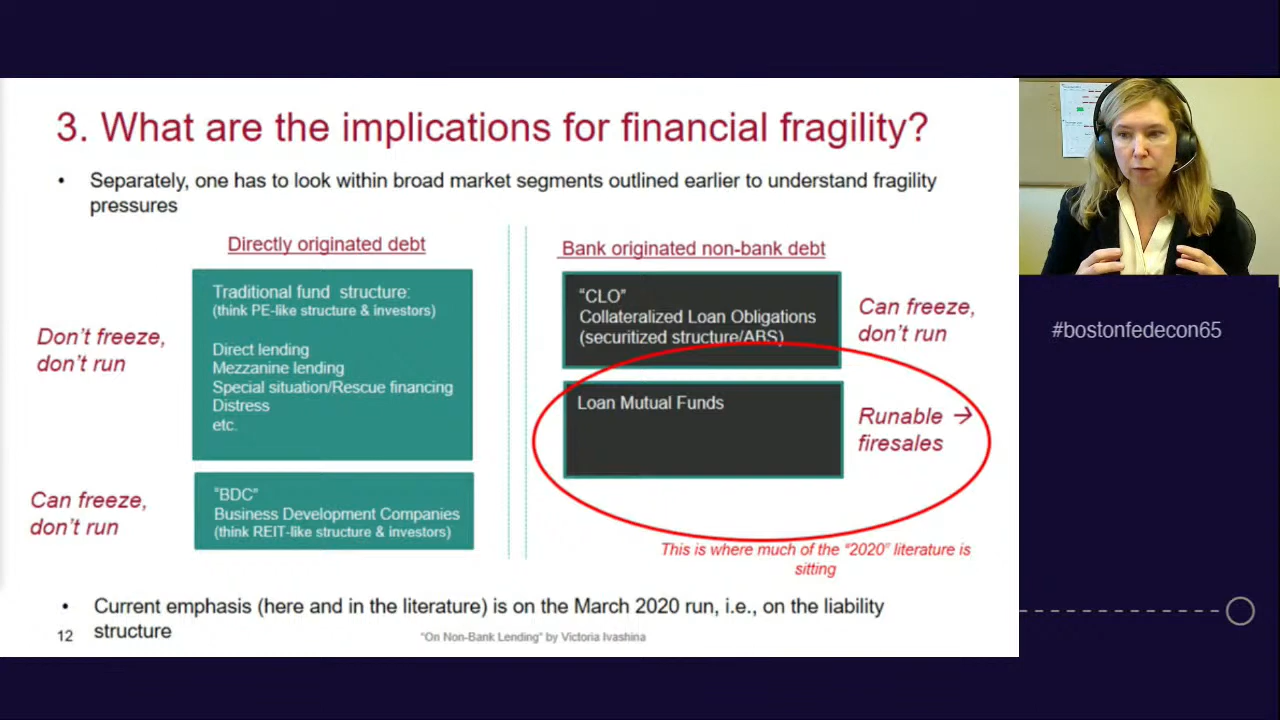 3. What are the implications for financial fragility?
• Separately, one has to look within broad market segments outlined earlier to understand fragility
pressures
Directly originated debt
Don't freeze,
don't run
Traditional fund structure:
(think PE-like structure & investors)
Direct lending
Mezzanine lending
Special situation/Rescue financing
Distress
etc.
Can freeze,
don't run
"BDC"
Business Development Companies
(think REIT-like structure & investors)
Bank originated non-bank debt
"CLO"
Collateralized Loan Obligations
(securitized structure/ABS)
Can freeze,
don't run
Loan Mutual Funds
Runable →
firesales
This is where much of the "2020" literature is
sitting
• Current emphasis (here and in the literature) is on the March 2020 run, i.e., on the liability
structure
12
"On Non-Bank Lending" by Victoria Ivashina
#bostonfedecon65